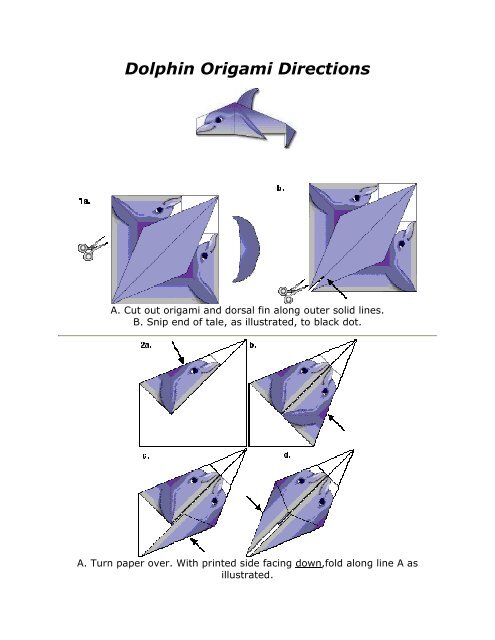 Dolphin Origami Directions
1a.
b.
A. Cut out origami and dorsal fin along outer solid lines.
B. Snip end of tale, as illustrated, to black dot.
2a.
b.
c.
d.
A. Turn paper over. With printed side facing down,fold along line A as
illustrated.